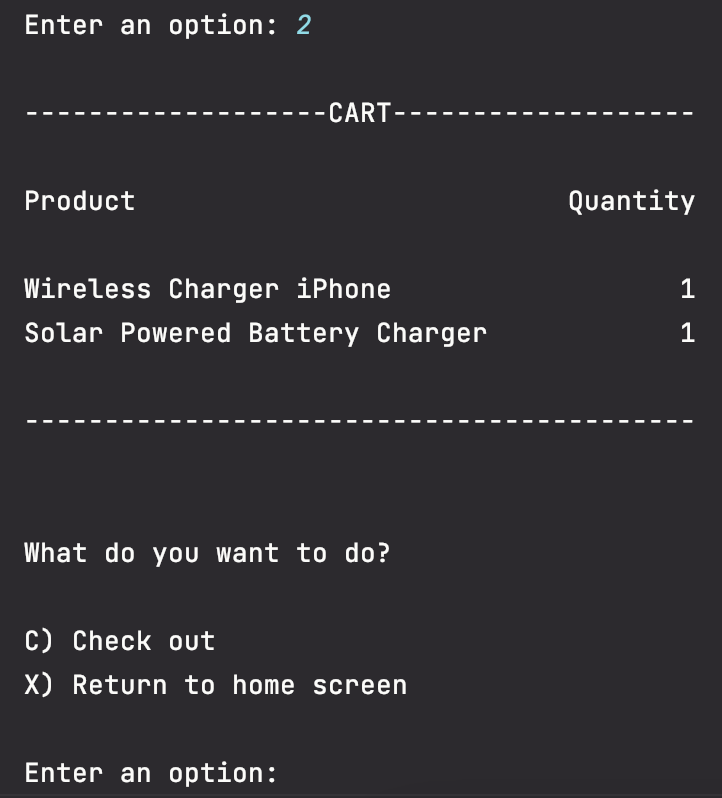 Enter an option: 2
-------------------CART-------------------
Product Quantity
Wireless Charger iPhone 1
Solar Powered Battery Charger 1
------------------------------------------
What do you want to do?
C) Check out
X) Return to home screen
Enter an option: